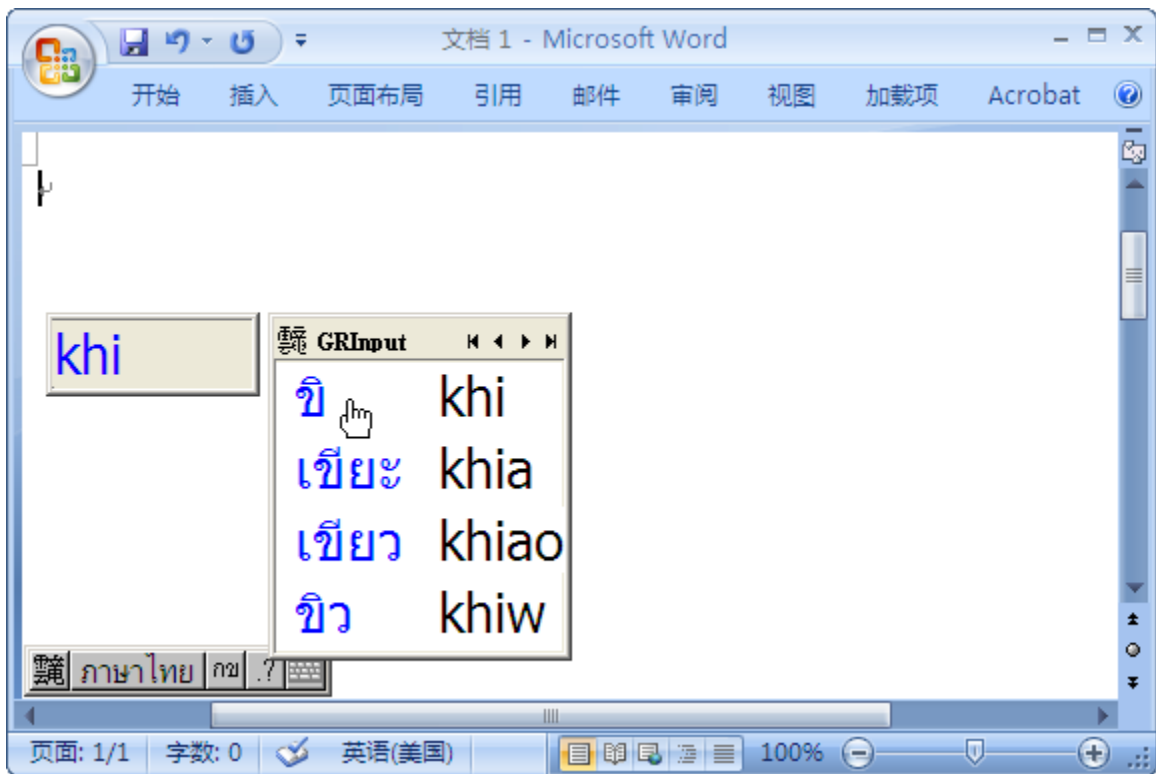 文档 1 - Microsoft Word
开始 插入 页面布局 引用 邮件 审阅 视图 加载项 Acrobat
khi
GRInput
ขิ khi
เขียะ khia
เขียว khiao
ขิว khiw
ภาษาไทย กข .?
页面: 1/1 字数: 0 英语(美国) 100%